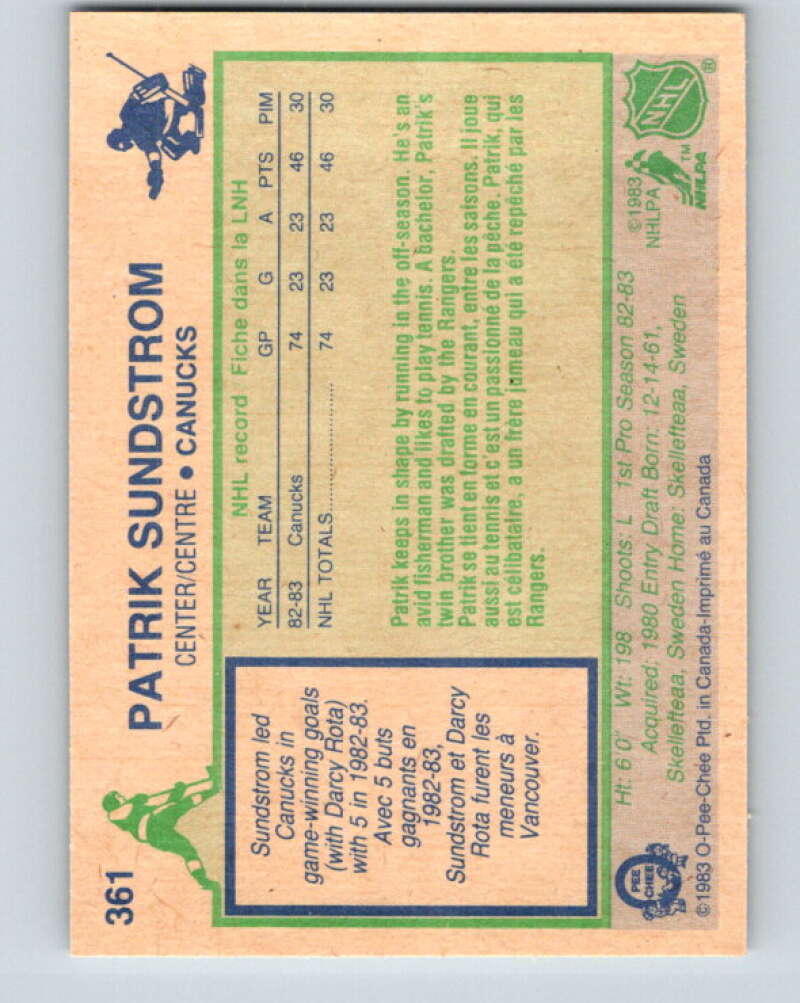 361
PATRIK SUNDSTROM
CENTER/CENTRE • CANUCKS
Sundstrom led
Canucks in
game-winning goals
(with Darcy Rota)
with 5 in 1982-83.
Avec 5 buts
gagnants en
1982-83,
Sundstrom et Darcy
Rota furent les
meneurs à
Vancouver.
NHL record Fiche dans la LNH
YEAR TEAM GP G A PTS PIM
82-83 Canucks 74 23 23 46 30
NHL TOTALS.................... 74 23 23 46 30
Patrik keeps in shape by running in the off-season. He's an
avid fisherman and likes to play tennis. A bachelor, Patrik's
twin brother was drafted by the Rangers.
Patrik se tient en forme en courant, entre les saisons. Il joue
aussi au tennis et c'est un passionné de la pêche. Patrik, qui
est célibataire, a un frère jumeau qui a été repêché par les
Rangers.
Ht: 6'0" Wt: 198 Shoots: L 1st Pro Season 82-83
Acquired: 1980 Entry Draft Born: 12-14-61,
Skelefteaa, Sweden Home: Skellefteaa, Sweden
PEE
CHEE
©1983 O-Pee-Chee Ptd. in Canada-Imprimé au Canada
©1983
NHLPA
NHL
®
TM
NHLPA